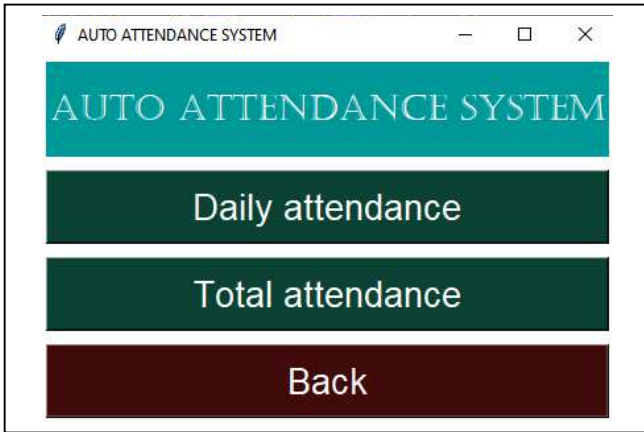 AUTO ATTENDANCE SYSTEM
AUTO ATTENDANCE SYSTEM
Daily attendance
Total attendance
Back